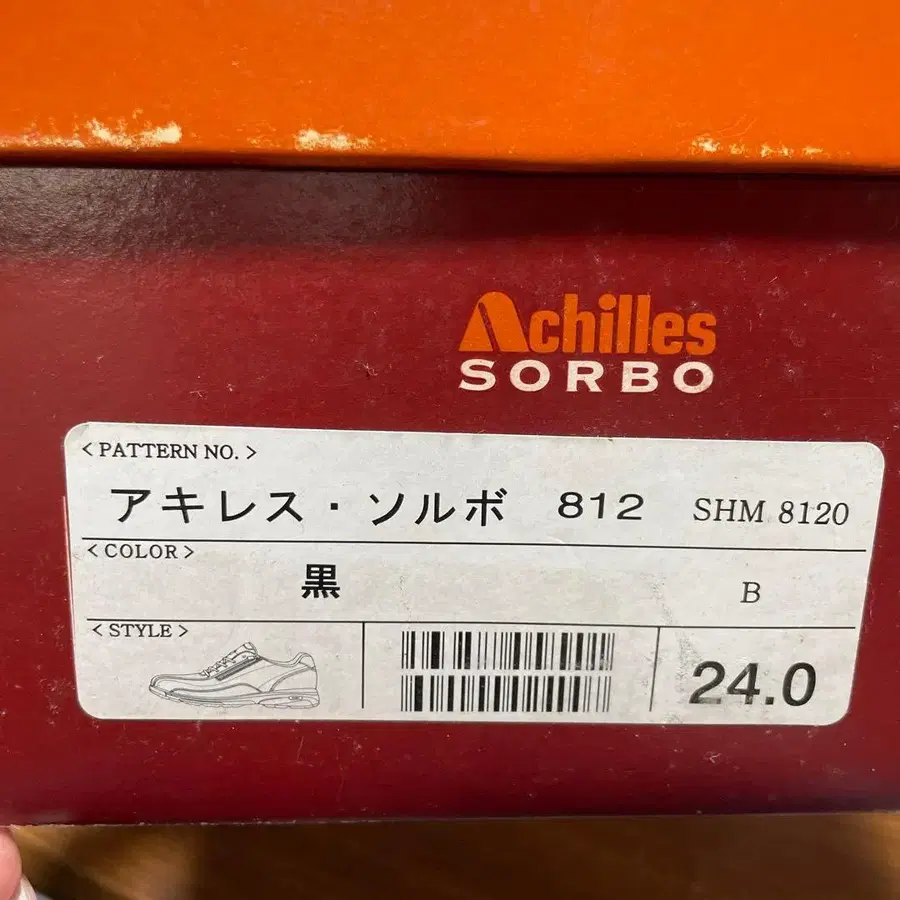 Achilles
SORBO
< PATTERN NO. >
アキレス・ソルボ 812 SHM 8120
< COLOR >
黒 B
< STYLE >
24.0